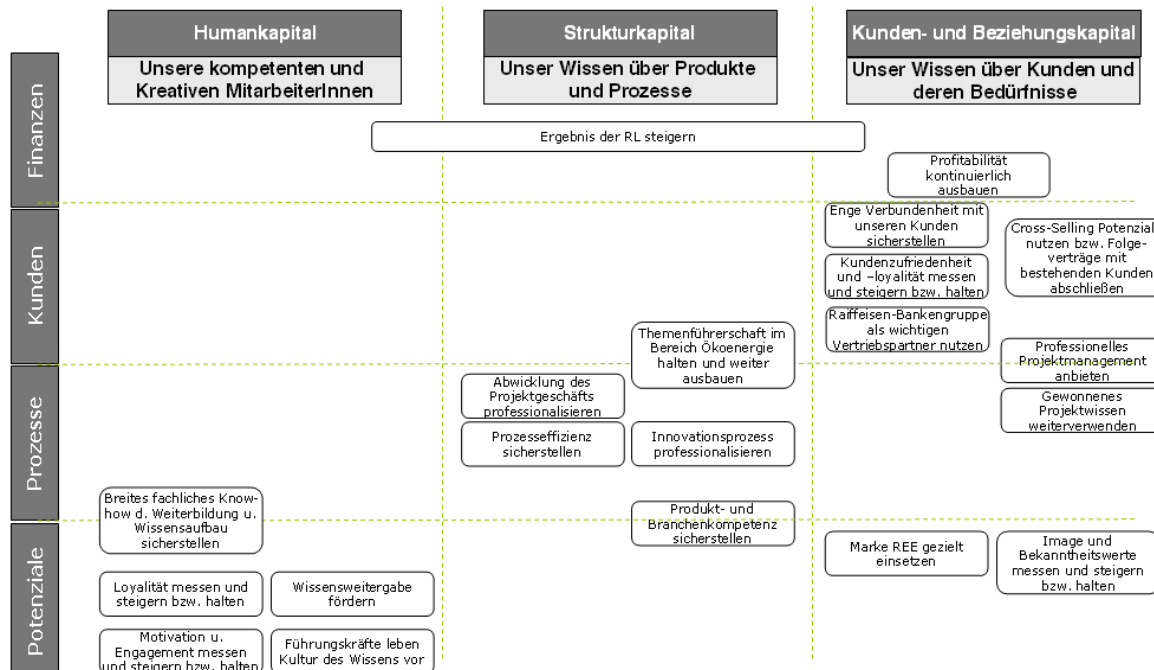 Humankapital
Unsere kompetenten und
Kreativen MitarbeiterInnen
Strukturkapital
Unser Wissen über Produkte
und Prozesse
Kunden- und Beziehungskapital
Unser Wissen über Kunden und
deren Bedürfnisse
Finanzen
Ergebnis der RL steigern
Profitabilität
kontinuierlich
ausbauen
Kunden
Enge Verbundenheit mit
unseren Kunden
sicherstellen
Cross-Selling Potenzial
nutzen bzw. Folge-
verträge mit
bestehenden Kunden
abschließen
Kundenzufriedenheit
und –loyalität messen
und steigern bzw. halten
Raiffeisen-Bankengruppe
als wichtigen
Vertriebspartner nutzen
Themenführerschaft im
Bereich Ökoenergie
halten und weiter
ausbauen
Professionelles
Projektmanagement
anbieten
Prozesse
Abwicklung des
Projektgeschäfts
professionalisieren
Gewonnenes
Projektwissen
weiterverwenden
Prozesseffizienz
sicherstellen
Innovationsprozess
professionalisieren
Breites fachliches Know-
how d. Weiterbildung u.
Wissensaufbau
sicherstellen
Produkt- und
Branchenkompetenz
sicherstellen
Potenziale
Marke REE gezielt
einsetzen
Image und
Bekanntheitswerte
messen und steigern
bzw. halten
Loyalität messen und
steigern bzw. halten
Wissensweitergabe
fördern
Motivation u.
Engagement messen
und steigern bzw. halten
Führungskräfte leben
Kultur des Wissens vor